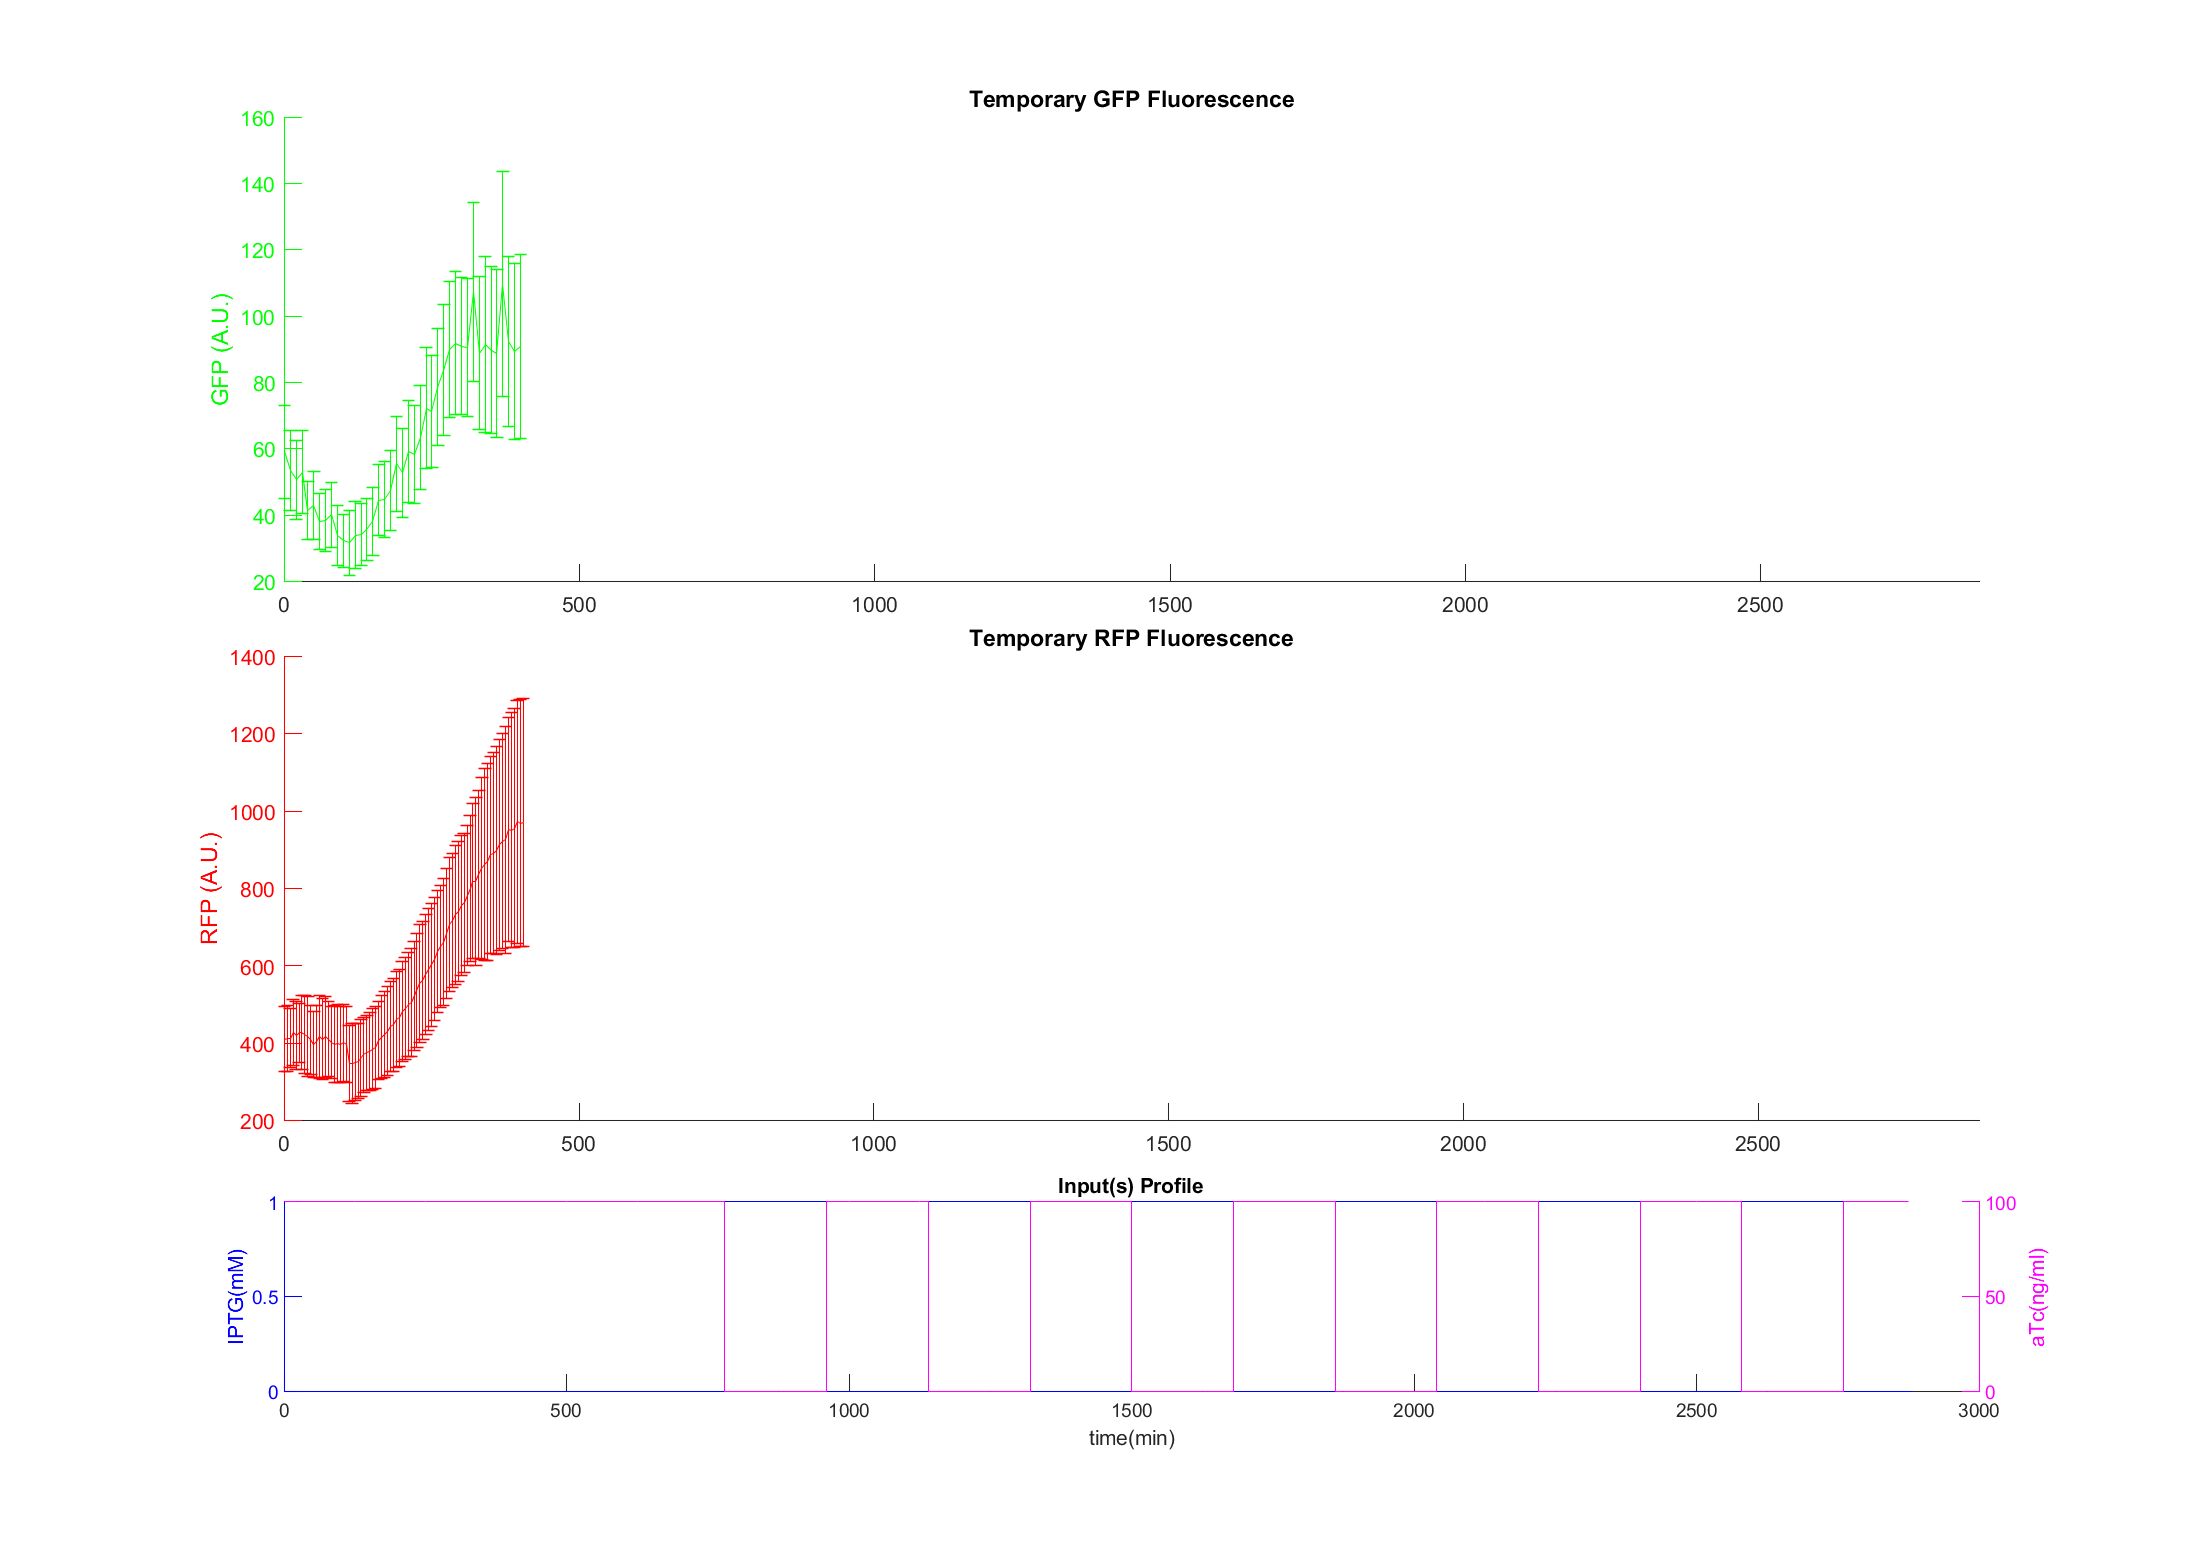 Temporary GFP Fluorescence
160
140
120
100
80
60
40
20
GFP (A.U.)
0 500 1000 1500 2000 2500
Temporary RFP Fluorescence
1400
1200
1000
800
600
400
200
RFP (A.U.)
0 500 1000 1500 2000 2500
Input(s) Profile
1
0.5
0
IPTG(mM)
100
50
0
aTc(ng/ml)
0 500 1000 1500 2000 2500 3000
time(min)